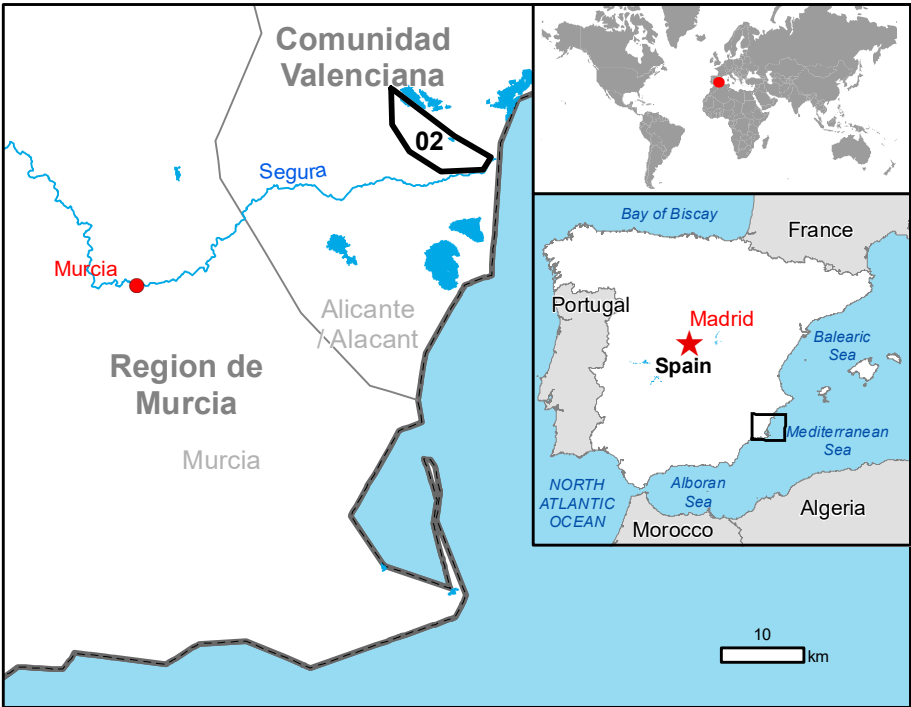 Comunidad
Valenciana
02
Segura
Murcia
Alicante
/Alacant
Region de
Murcia
Murcia
10
km
Bay of Biscay
France
Portugal
Madrid
Spain
Balearic
Sea
Mediterranean
Sea
NORTH
ATLANTIC
OCEAN
Alboran
Sea
Algeria
Morocco